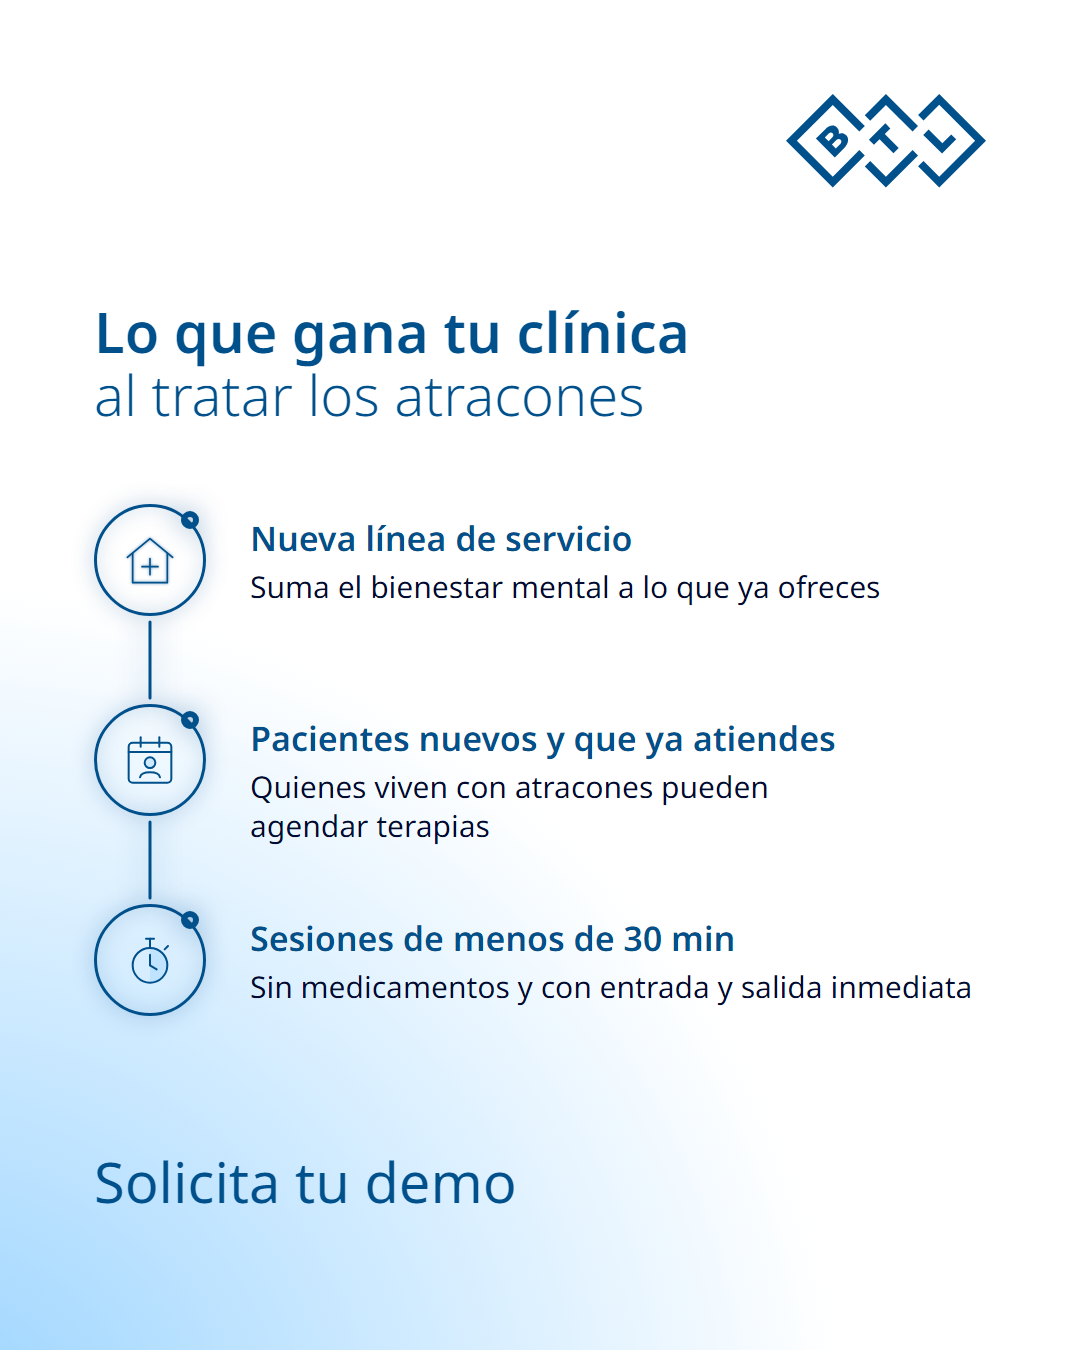 BTL
Lo que gana tu clínica
al tratar los atracones
Nueva línea de servicio
Suma el bienestar mental a lo que ya ofreces
Pacientes nuevos y que ya atiendes
Quienes viven con atracones pueden
agendar terapias
Sesiones de menos de 30 min
Sin medicamentos y con entrada y salida inmediata
Solicita tu demo